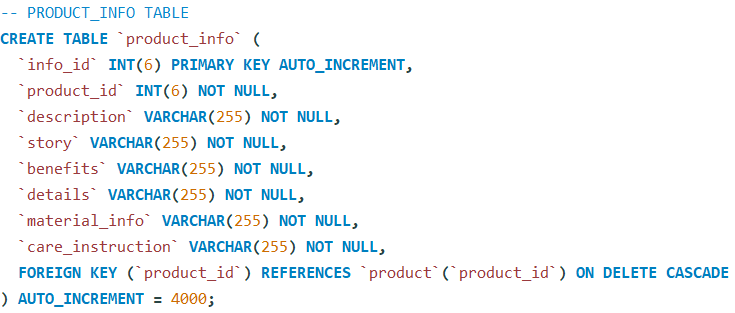 -- PRODUCT_INFO TABLE
CREATE TABLE `product_info` (
  `info_id` INT(6) PRIMARY KEY AUTO_INCREMENT,
  `product_id` INT(6) NOT NULL,
  `description` VARCHAR(255) NOT NULL,
  `story` VARCHAR(255) NOT NULL,
  `benefits` VARCHAR(255) NOT NULL,
  `details` VARCHAR(255) NOT NULL,
  `material_info` VARCHAR(255) NOT NULL,
  `care_instruction` VARCHAR(255) NOT NULL,
  FOREIGN KEY (`product_id`) REFERENCES `product`(`product_id`) ON DELETE CASCADE
) AUTO_INCREMENT = 4000;